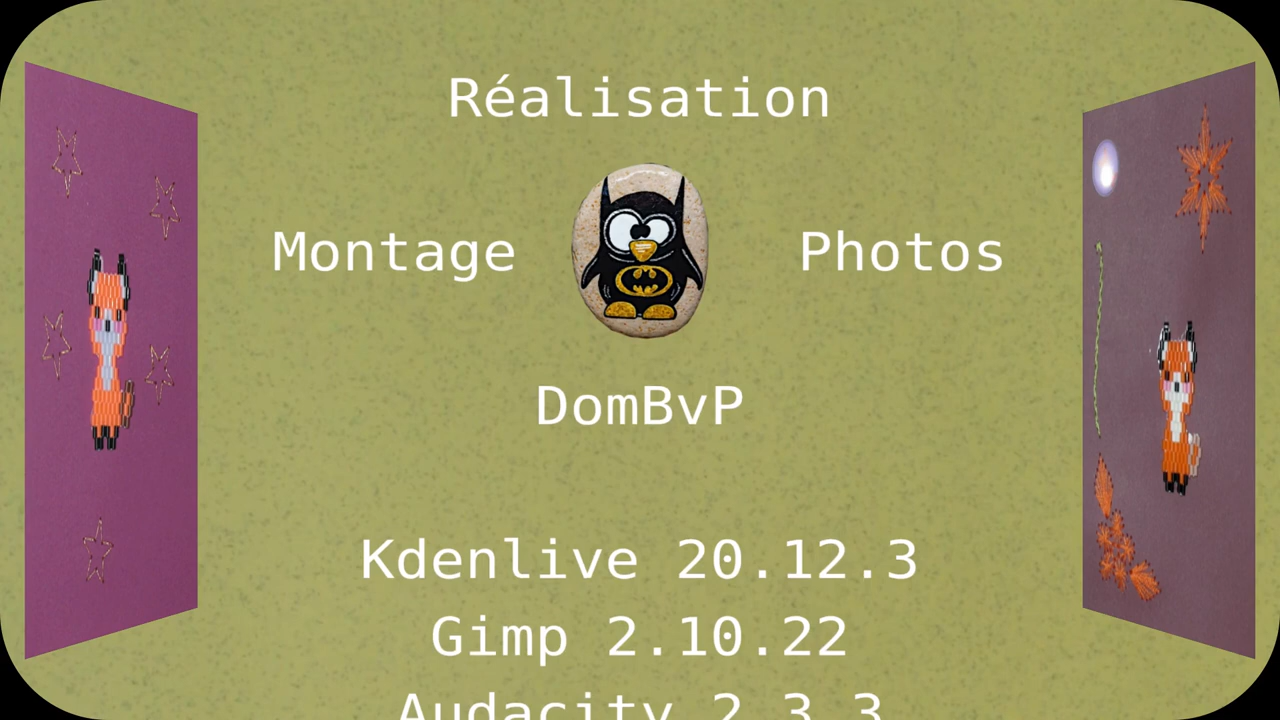 Réalisation
Montage Photos
DomBvP
Kdenlive 20.12.3
Gimp 2.10.22
Audacity 2.3.3